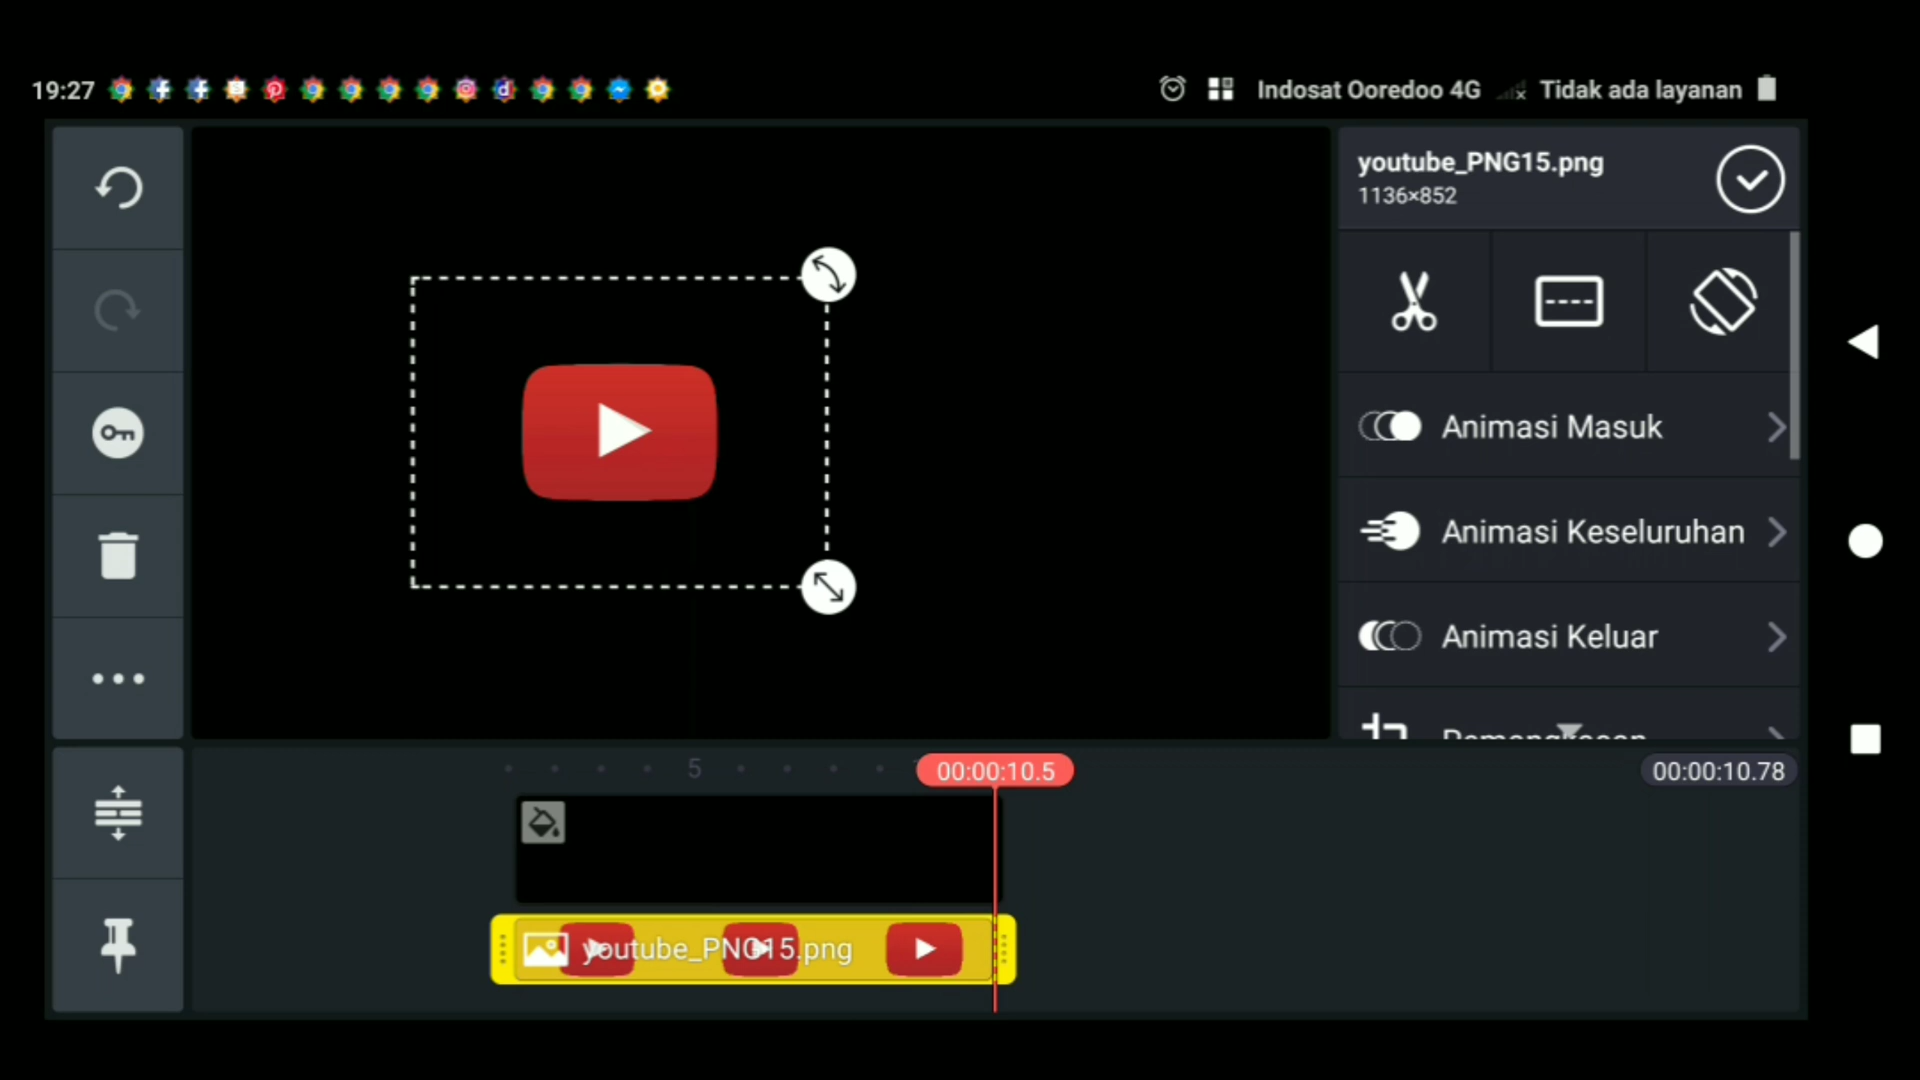 19:27
Indosat Ooredoo 4G
Tidak ada layanan
youtube_PNG15.png
1136×852
Animasi Masuk
Animasi Keseluruhan
Animasi Keluar
5
00:00:10.5
00:00:10.78
youtube_PNG15.png